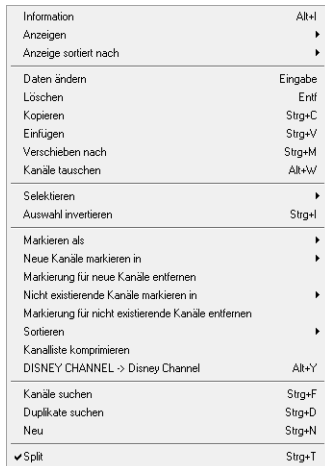 Information Alt+I
Anzeigen
Anzeige sortiert nach
Daten ändern Eingabe
Löschen Entf
Kopieren Strg+C
Einfügen Strg+V
Verschieben nach Strg+M
Kanäle tauschen Alt+W
Selektieren
Auswahl invertieren Strg+I
Markieren als
Neue Kanäle markieren in
Markierung für neue Kanäle entfernen
Nicht existierende Kanäle markieren in
Markierung für nicht existierende Kanäle entfernen
Sortieren
Kanalliste komprimieren
DISNEY CHANNEL -> Disney Channel Alt+Y
Kanäle suchen Strg+F
Duplikate suchen Strg+D
Neu Strg+N
Split Strg+T